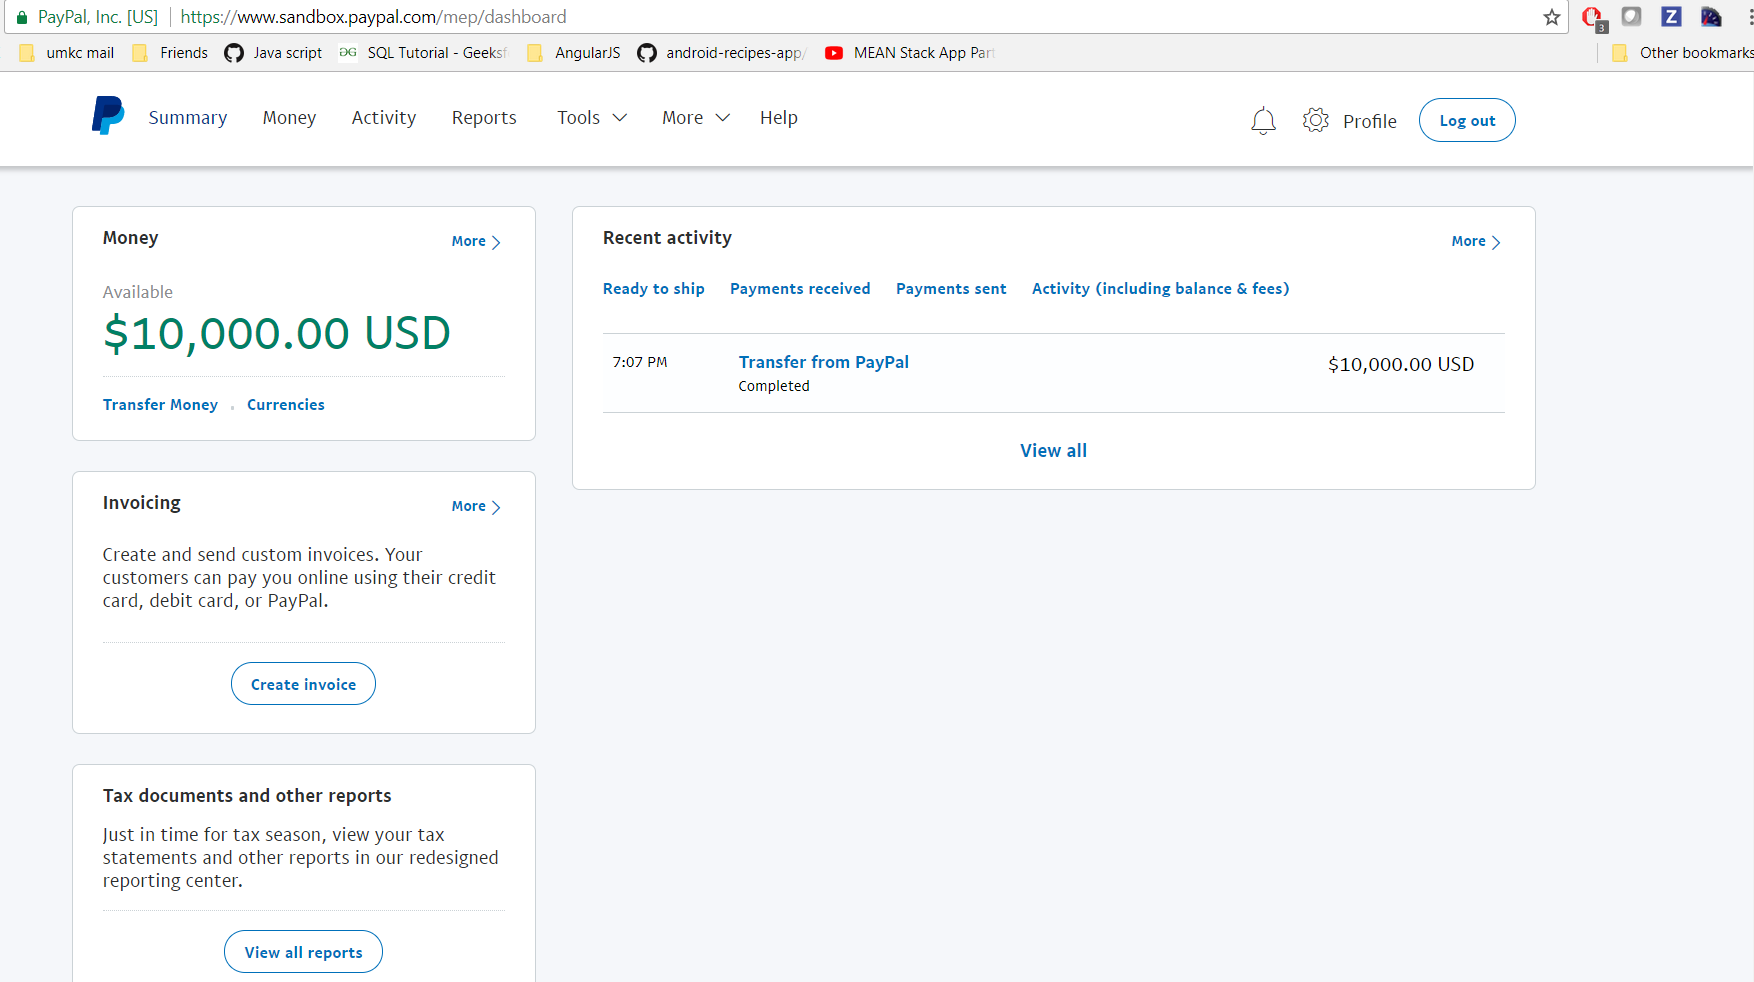 PayPal, Inc. [US] https://www.sandbox.paypal.com/mep/dashboard
3
umkc mail Friends Java script SQL Tutorial - Geeksf AngularJS android-recipes-app/ MEAN Stack App Part Other bookmarks
Summary Money Activity Reports Tools More Help Profile Log out
Money More
Available
$10,000.00 USD
Transfer Money . Currencies
Recent activity More
Ready to ship Payments received Payments sent Activity (including balance & fees)
7:07 PM Transfer from PayPal $10,000.00 USD
Completed
View all
Invoicing More
Create and send custom invoices. Your
customers can pay you online using their credit
card, debit card, or PayPal.
Create invoice
Tax documents and other reports
Just in time for tax season, view your tax
statements and other reports in our redesigned
reporting center.
View all reports